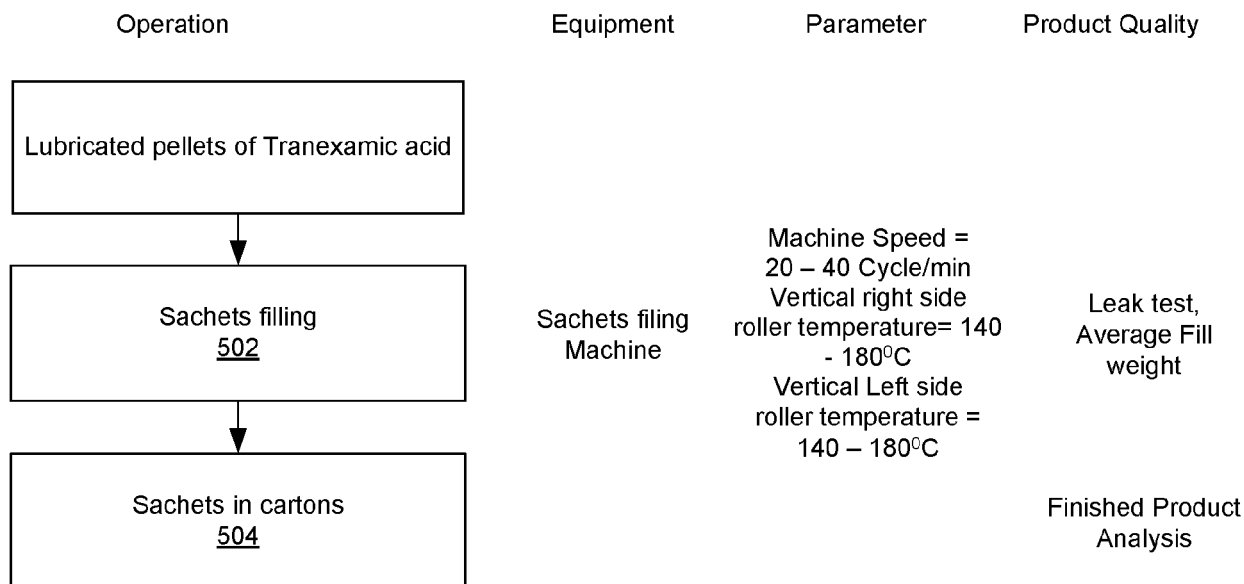 Operation
Equipment
Parameter
Product Quality
Lubricated pellets of Tranexamic acid
Sachets filling
502
Sachets filing
Machine
Machine Speed =
20 – 40 Cycle/min
Vertical right side
roller temperature= 140
- 180⁰C
Vertical Left side
roller temperature =
140 – 180⁰C
Leak test,
Average Fill
weight
Sachets in cartons
504
Finished Product
Analysis